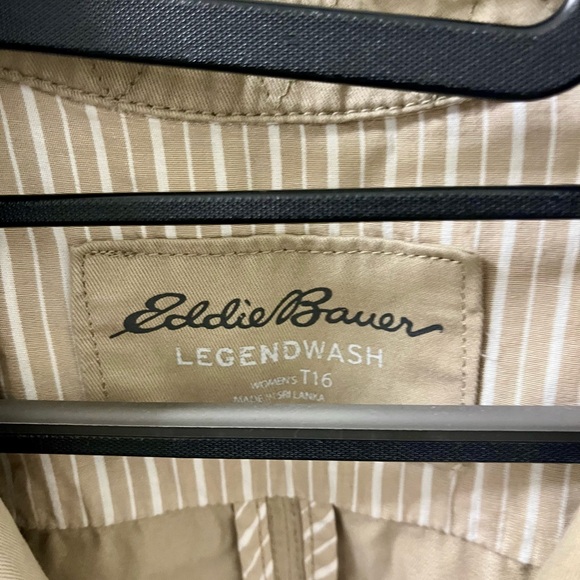 Eddie Bauer
LEGENDWASH
WOMEN'S T16
MADE IN SRI LANKA